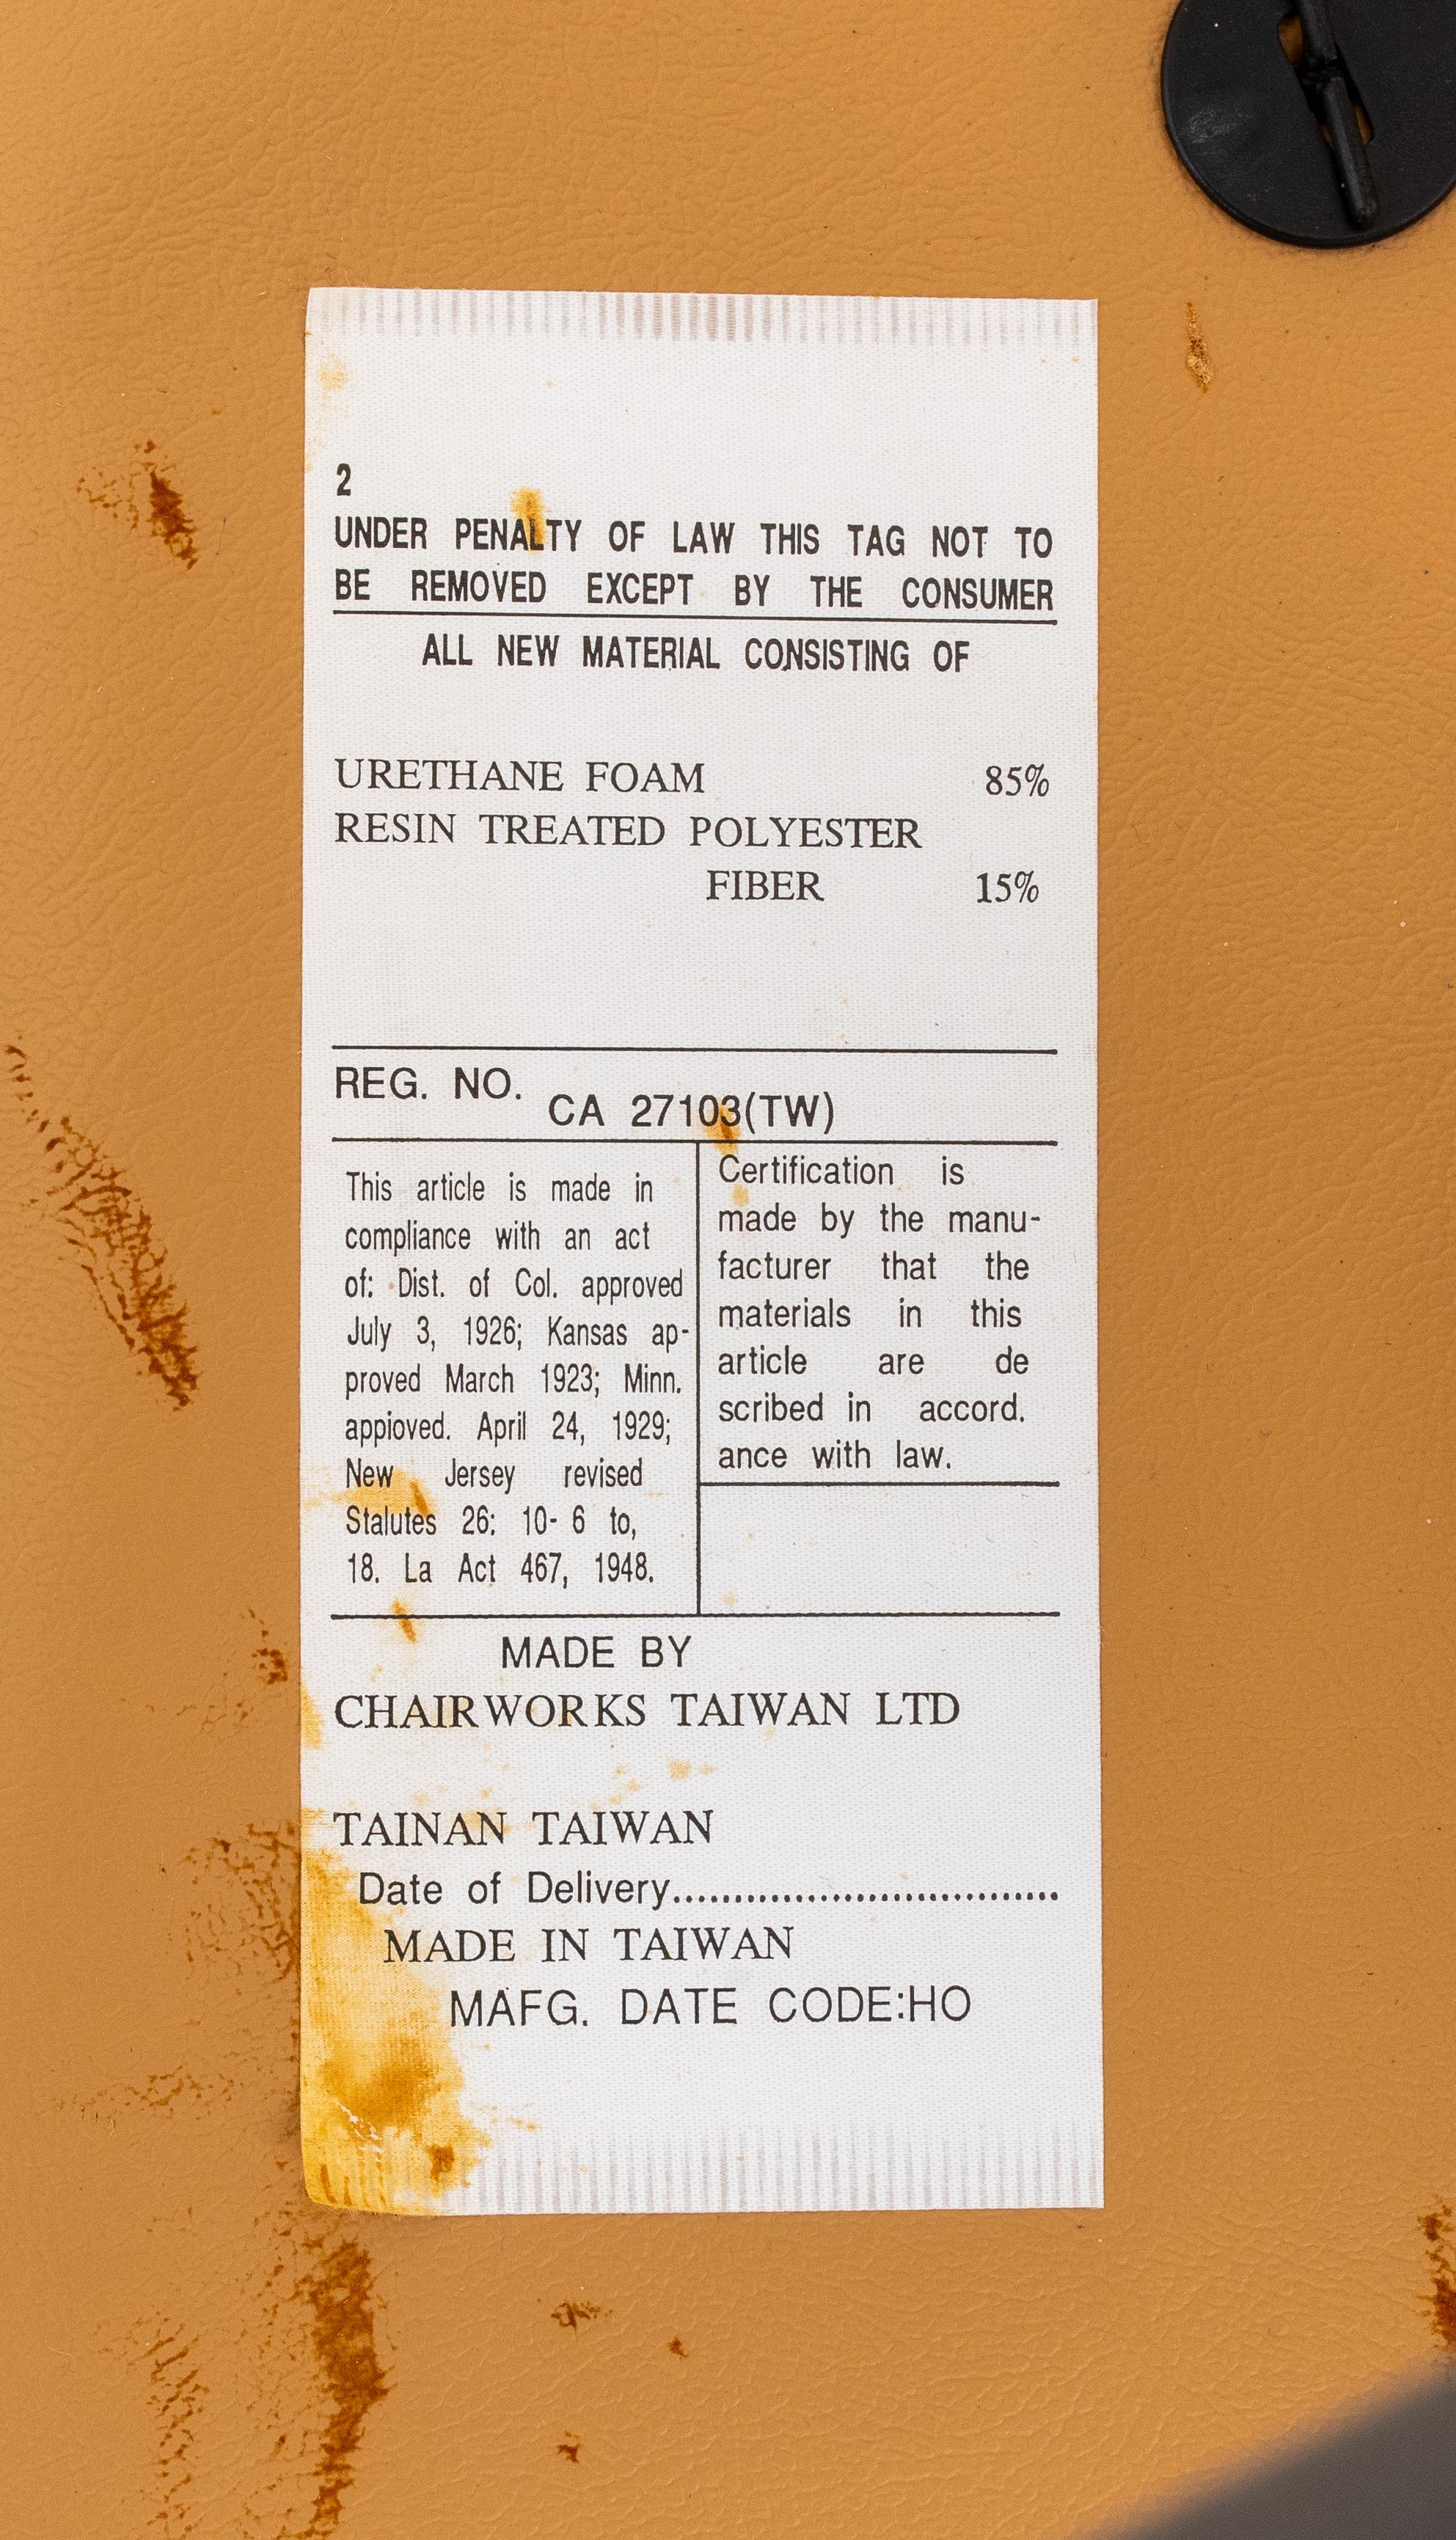 2
UNDER PENALTY OF LAW THIS TAG NOT TO
BE REMOVED EXCEPT BY THE CONSUMER
ALL NEW MATERIAL CONSISTING OF
URETHANE FOAM 85%
RESIN TREATED POLYESTER
FIBER 15%
REG. NO. CA 27103(TW)
This article is made in
compliance with an act
of: Dist. of Col. approved
July 3, 1926; Kansas ap-
proved March 1923; Minn.
appioved. April 24, 1929;
New Jersey revised
Stalutes 26: 10- 6 to,
18. La Act 467, 1948.
Certification is
made by the manu-
facturer that the
materials in this
article are de
scribed in accord.
ance with law.
MADE BY
CHAIRWORKS TAIWAN LTD
TAINAN TAIWAN
Date of Delivery..................................
MADE IN TAIWAN
MAFG. DATE CODE:HO